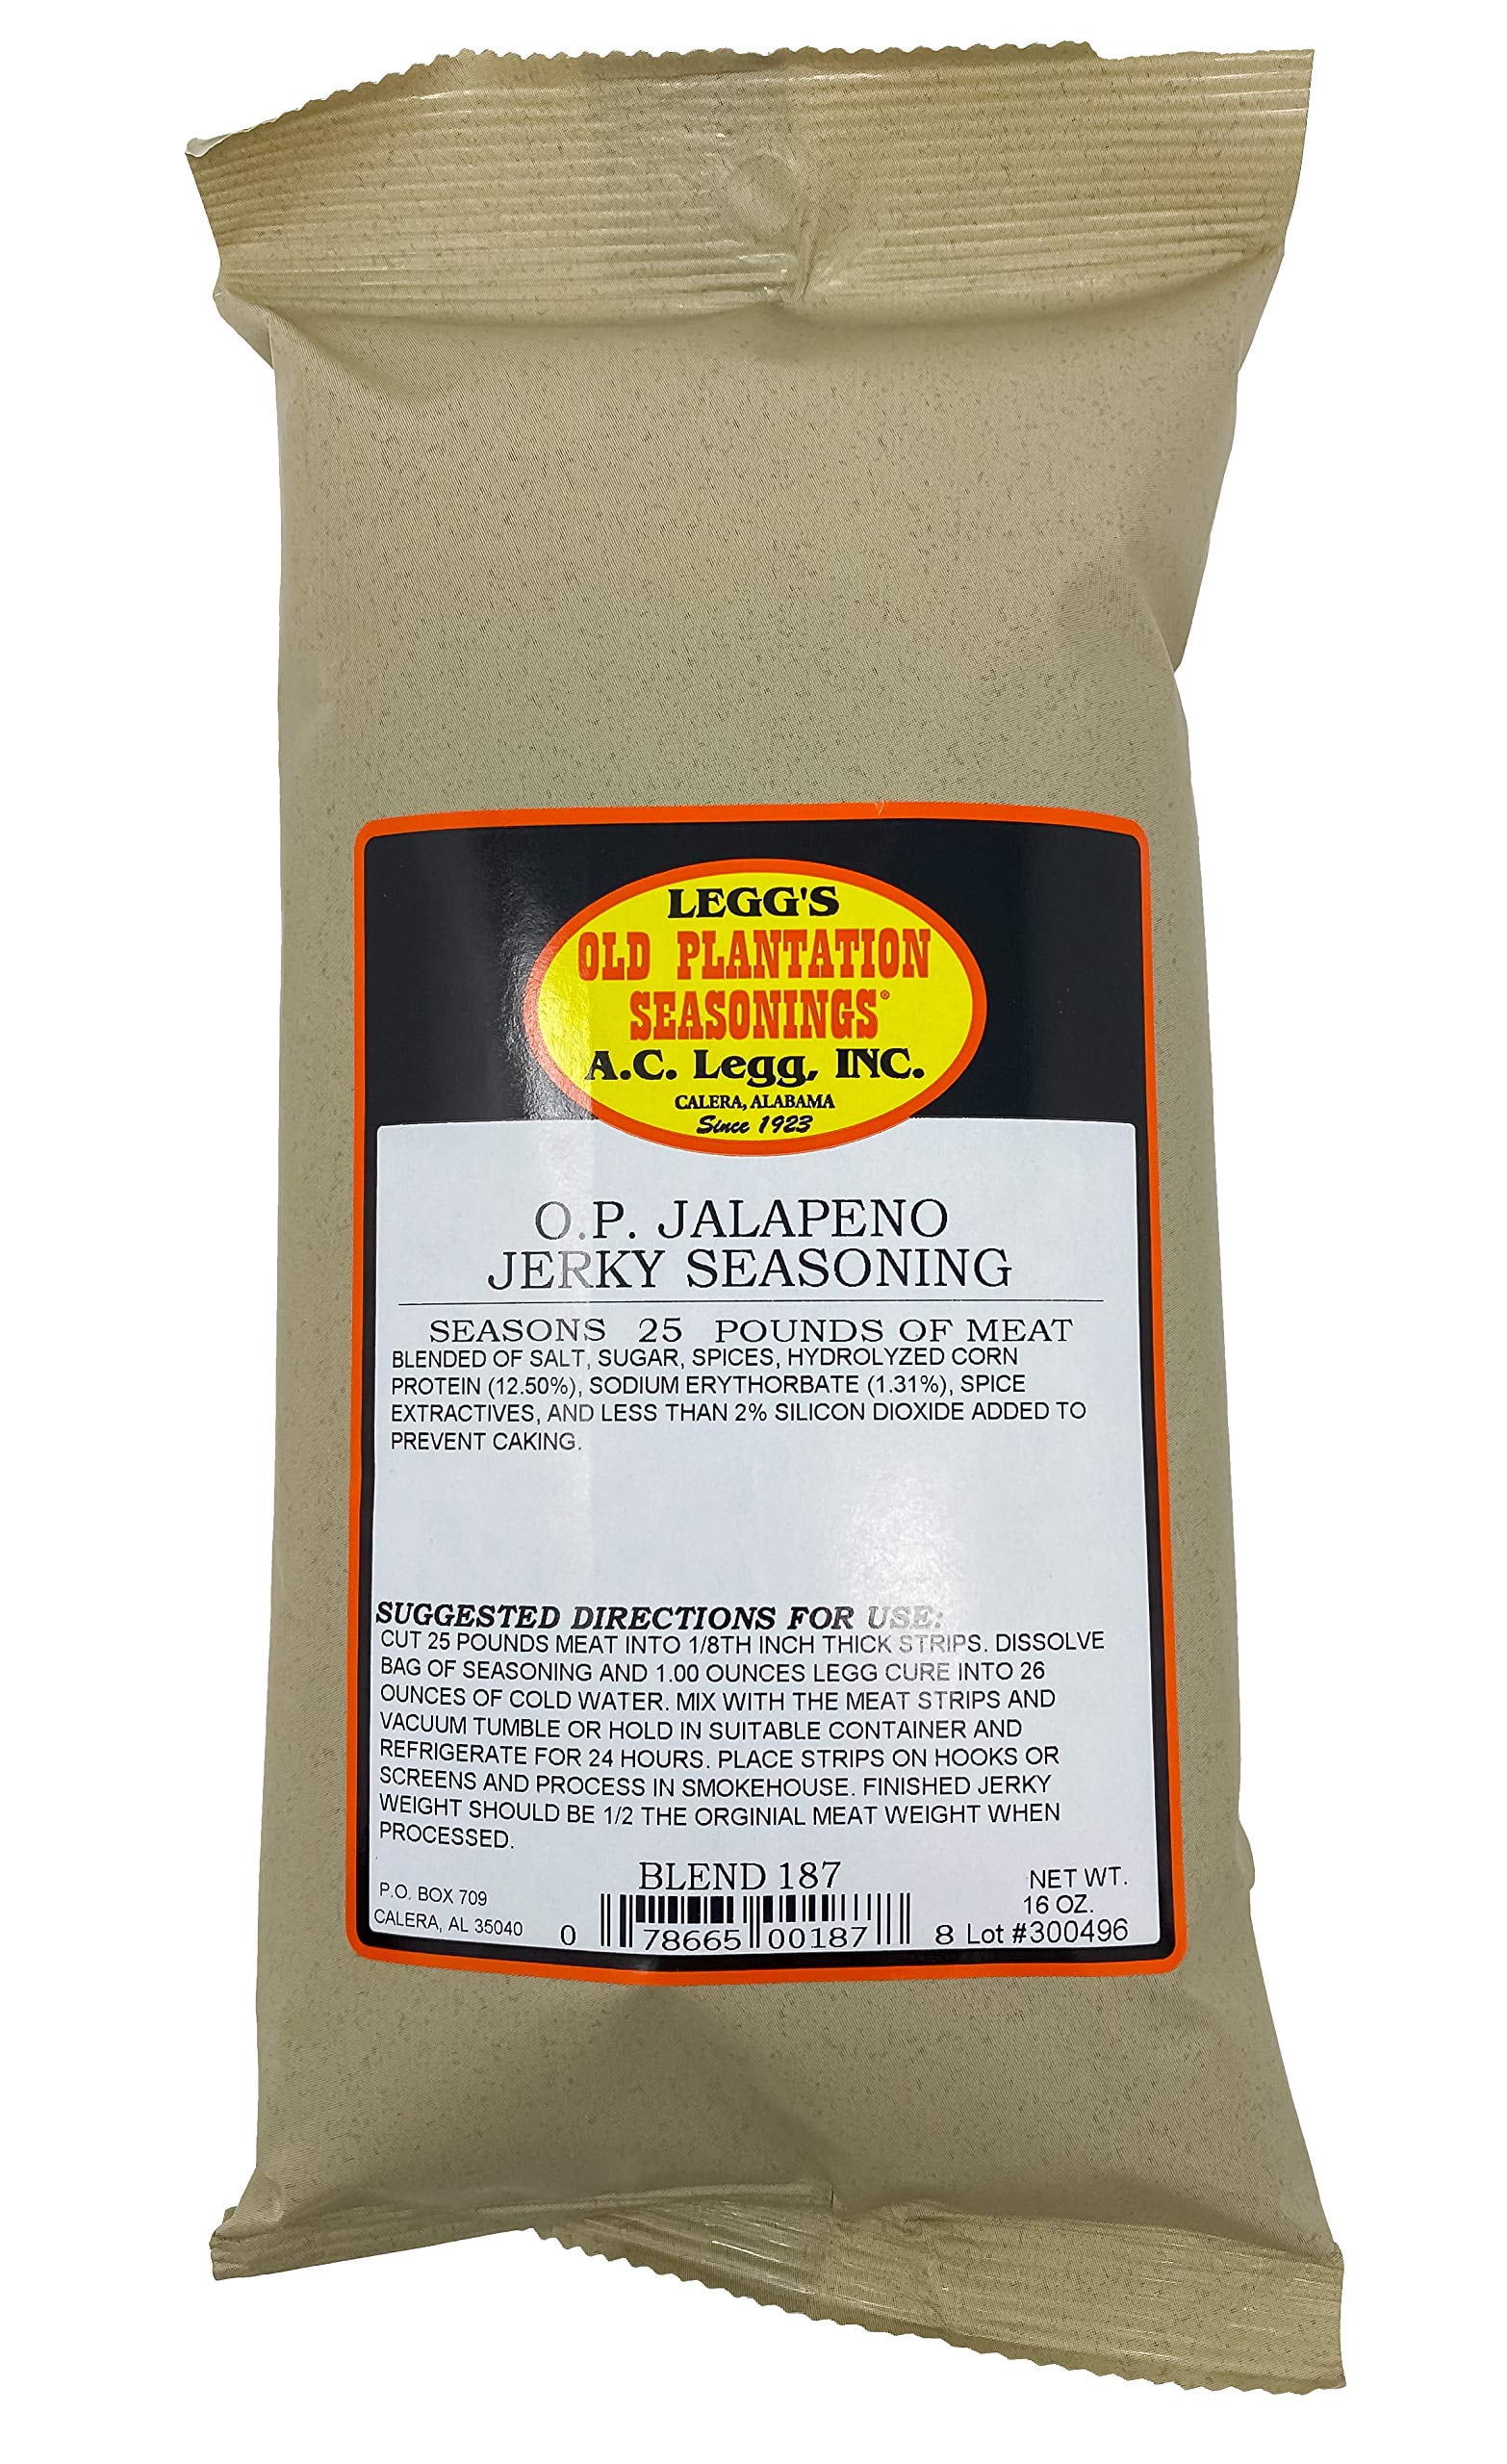 LEGG'S
OLD PLANTATION
SEASONINGS®
A.C. Legg, INC.
CALERA, ALABAMA
Since 1923
O.P. JALAPENO
JERKY SEASONING
SEASONS 25 POUNDS OF MEAT
BLENDED OF SALT, SUGAR, SPICES, HYDROLYZED CORN
PROTEIN (12.50%), SODIUM ERYTHORBATE (1.31%), SPICE
EXTRACTIVES, AND LESS THAN 2% SILICON DIOXIDE ADDED TO
PREVENT CAKING.
SUGGESTED DIRECTIONS FOR USE:
CUT 25 POUNDS MEAT INTO 1/8TH INCH THICK STRIPS. DISSOLVE
BAG OF SEASONING AND 1.00 OUNCES LEGG CURE INTO 26
OUNCES OF COLD WATER. MIX WITH THE MEAT STRIPS AND
VACUUM TUMBLE OR HOLD IN SUITABLE CONTAINER AND
REFRIGERATE FOR 24 HOURS. PLACE STRIPS ON HOOKS OR
SCREENS AND PROCESS IN SMOKEHOUSE. FINISHED JERKY
WEIGHT SHOULD BE 1/2 THE ORGINIAL MEAT WEIGHT WHEN
PROCESSED.
BLEND 187
P.O. BOX 709
CALERA, AL 35040
0 78665 00187 8
NET WT.
16 OZ.
Lot #300496